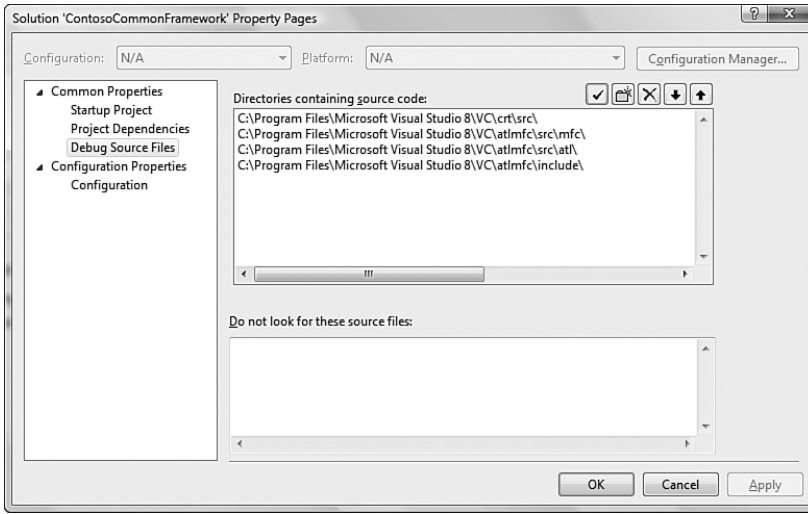 Solution 'ContosoCommonFramework' Property Pages
Configuration: N/A Platform: N/A Configuration Manager...
Common Properties
Startup Project
Project Dependencies
Debug Source Files
Configuration Properties
Configuration
Directories containing source code:
C:\Program Files\Microsoft Visual Studio 8\VC\crt\src\
C:\Program Files\Microsoft Visual Studio 8\VC\atlmfc\src\mfc\
C:\Program Files\Microsoft Visual Studio 8\VC\atlmfc\src\atl\
C:\Program Files\Microsoft Visual Studio 8\VC\atlmfc\include\
Do not look for these source files:
OK Cancel Apply